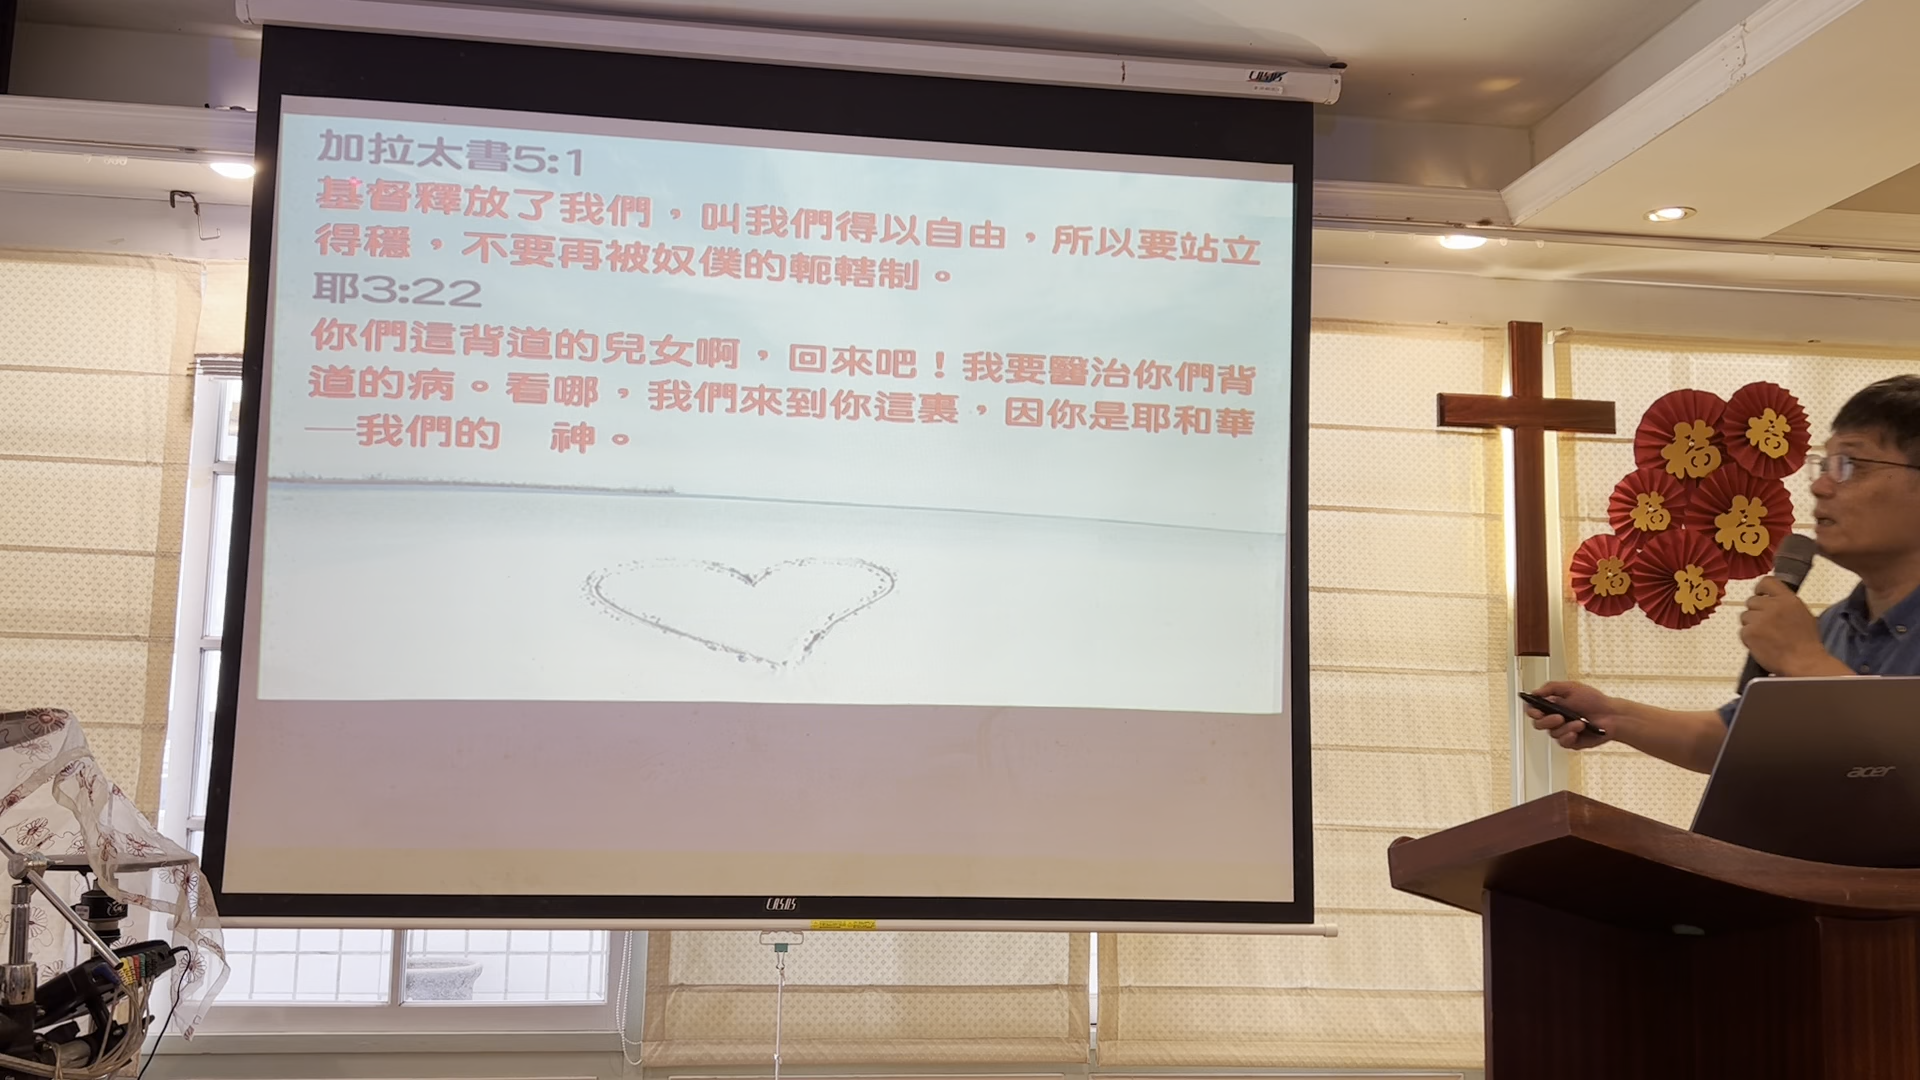 加拉太書5:1
基督釋放了我們，叫我們得以自由，所以要站立
得穩，不要再被奴僕的軛轄制。
耶3:22
你們這背道的兒女啊，回來吧！我要醫治你們背
道的病。看哪，我們來到你這裏，因你是耶和華
─我們的　神。
福
福
福
福
福
福
acer